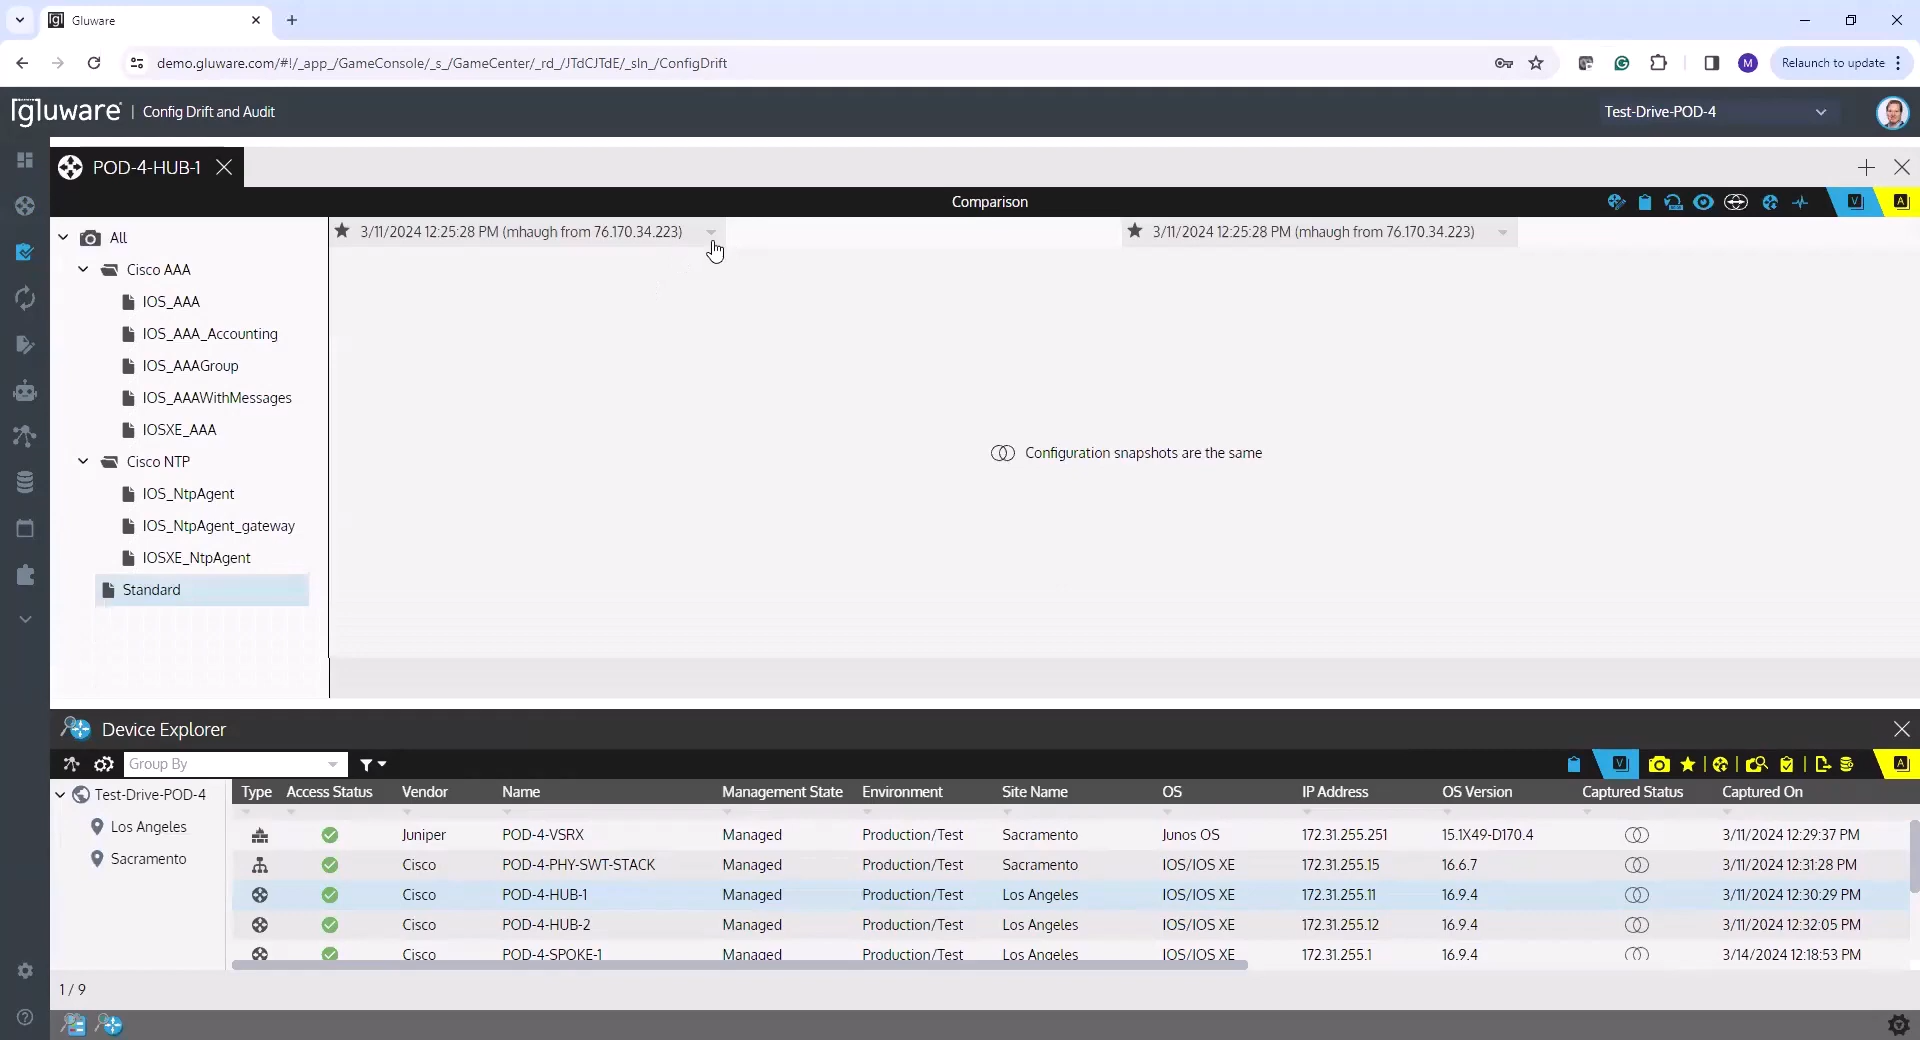 Gluware
demo.gluware.com/#!/_app_/GameConsole/_s_/GameCenter/_rd_/JTdCJTdE/_sln_/ConfigDrift
M
Relaunch to update
[gluware | Config Drift and Audit
Test-Drive-POD-4
POD-4-HUB-1
Comparison
V
A
3/11/2024 12:25:28 PM (mhaugh from 76.170.34.223)
3/11/2024 12:25:28 PM (mhaugh from 76.170.34.223)
All
Cisco AAA
IOS_AAA
IOS_AAA_Accounting
IOS_AAAGroup
IOS_AAAWithMessages
IOSXE_AAA
Cisco NTP
IOS_NtpAgent
IOS_NtpAgent_gateway
IOSXE_NtpAgent
Standard
Configuration snapshots are the same
Device Explorer
Group By
V
A
Test-Drive-POD-4
Los Angeles
Sacramento
Type Access Status Vendor Name Management State Environment Site Name OS IP Address OS Version Captured Status Captured On
Juniper POD-4-VSRX Managed Production/Test Sacramento Junos OS 172.31.255.251 15.1X49-D170.4 3/11/2024 12:29:37 PM
Cisco POD-4-PHY-SWT-STACK Managed Production/Test Sacramento IOS/IOS XE 172.31.255.15 16.6.7 3/11/2024 12:31:28 PM
Cisco POD-4-HUB-1 Managed Production/Test Los Angeles IOS/IOS XE 172.31.255.11 16.9.4 3/11/2024 12:30:29 PM
Cisco POD-4-HUB-2 Managed Production/Test Los Angeles IOS/IOS XE 172.31.255.12 16.9.4 3/11/2024 12:32:05 PM
Cisco POD-4-SPOKE-1 Managed Production/Test Los Angeles IOS/IOS XE 172.31.255.1 16.9.4 3/14/2024 12:18:53 PM
1 / 9